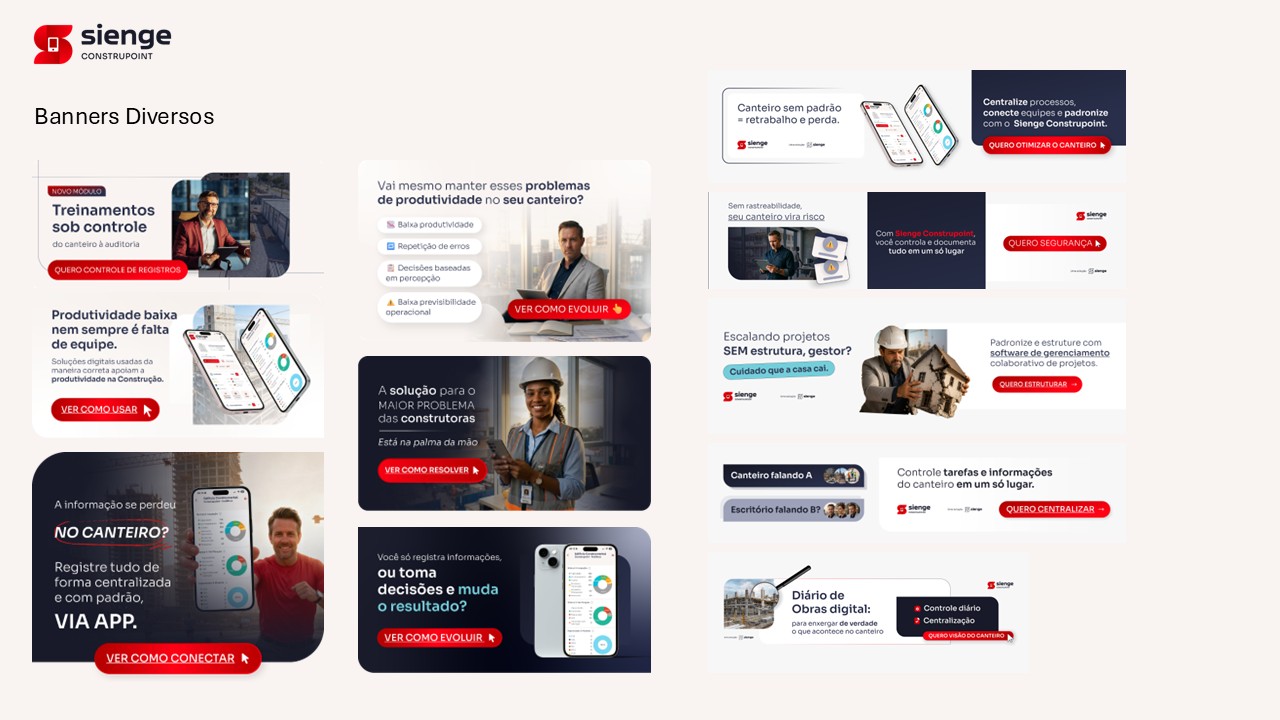 sienge
CONSTRUPOINT
Banners Diversos
NOVO MÓDULO
Treinamentos
sob controle
do canteiro à auditoria
QUERO CONTROLE DE REGISTROS
Produtividade baixa
nem sempre é falta
de equipe.
Soluções digitais usadas da
maneira correta apoiam a
produtividade na Construção.
VER COMO USAR
A informação se perdeu
NO CANTEIRO?
Registre tudo de
forma centralizada
e com padrão,
VIA APP.
VER COMO CONECTAR
Vai mesmo manter esses problemas
de produtividade no seu canteiro?
Baixa produtividade
Repetição de erros
Decisões baseadas
em percepção
Baixa previsibilidade
operacional
VER COMO EVOLUIR
A solução para o
MAIOR PROBLEMA
das construtoras
Está na palma da mão
VER COMO RESOLVER
Você só registra informações,
ou toma
decisões e muda
o resultado?
VER COMO EVOLUIR
Canteiro sem padrão
= retrabalho e perda.
sienge
sienge
Centralize processos,
conecte equipes e padronize
com o Sienge Construpoint.
QUERO OTIMIZAR O CANTEIRO
Sem rastreabilidade,
seu canteiro vira risco
Com Sienge Construpoint,
você controla e documenta
tudo em um só lugar
sienge
QUERO SEGURANÇA
sienge
Escalando projetos
SEM estrutura, gestor?
Cuidado que a casa cai.
sienge
sienge
Padronize e estruture com
software de gerenciamento
colaborativo de projetos.
QUERO ESTRUTURAR →
Canteiro falando A
Escritório falando B?
Controle tarefas e informações
do canteiro em um só lugar.
sienge
sienge
QUERO CENTRALIZAR →
Diário de
Obras digital:
para enxergar de verdade
o que acontece no canteiro
sienge
sienge
Controle diário
Centralização
QUERO VISÃO DO CANTEIRO